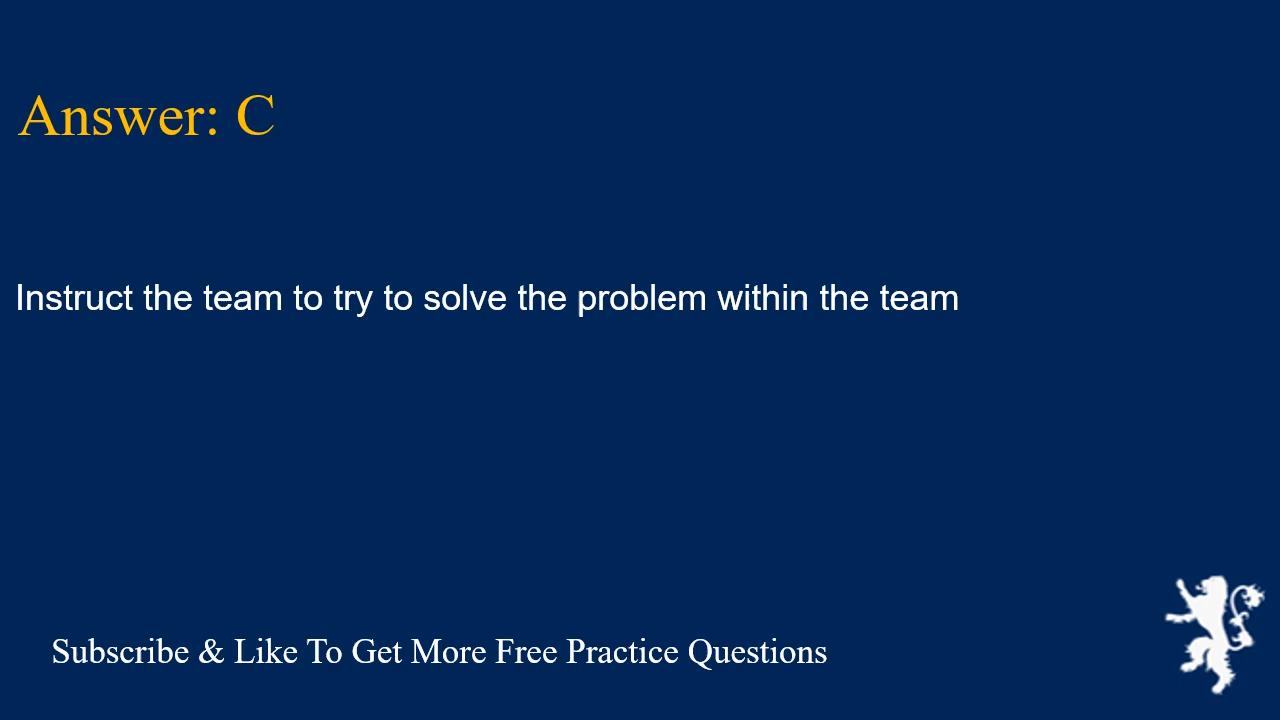 Answer: C
Instruct the team to try to solve the problem within the team
Subscribe & Like To Get More Free Practice Questions